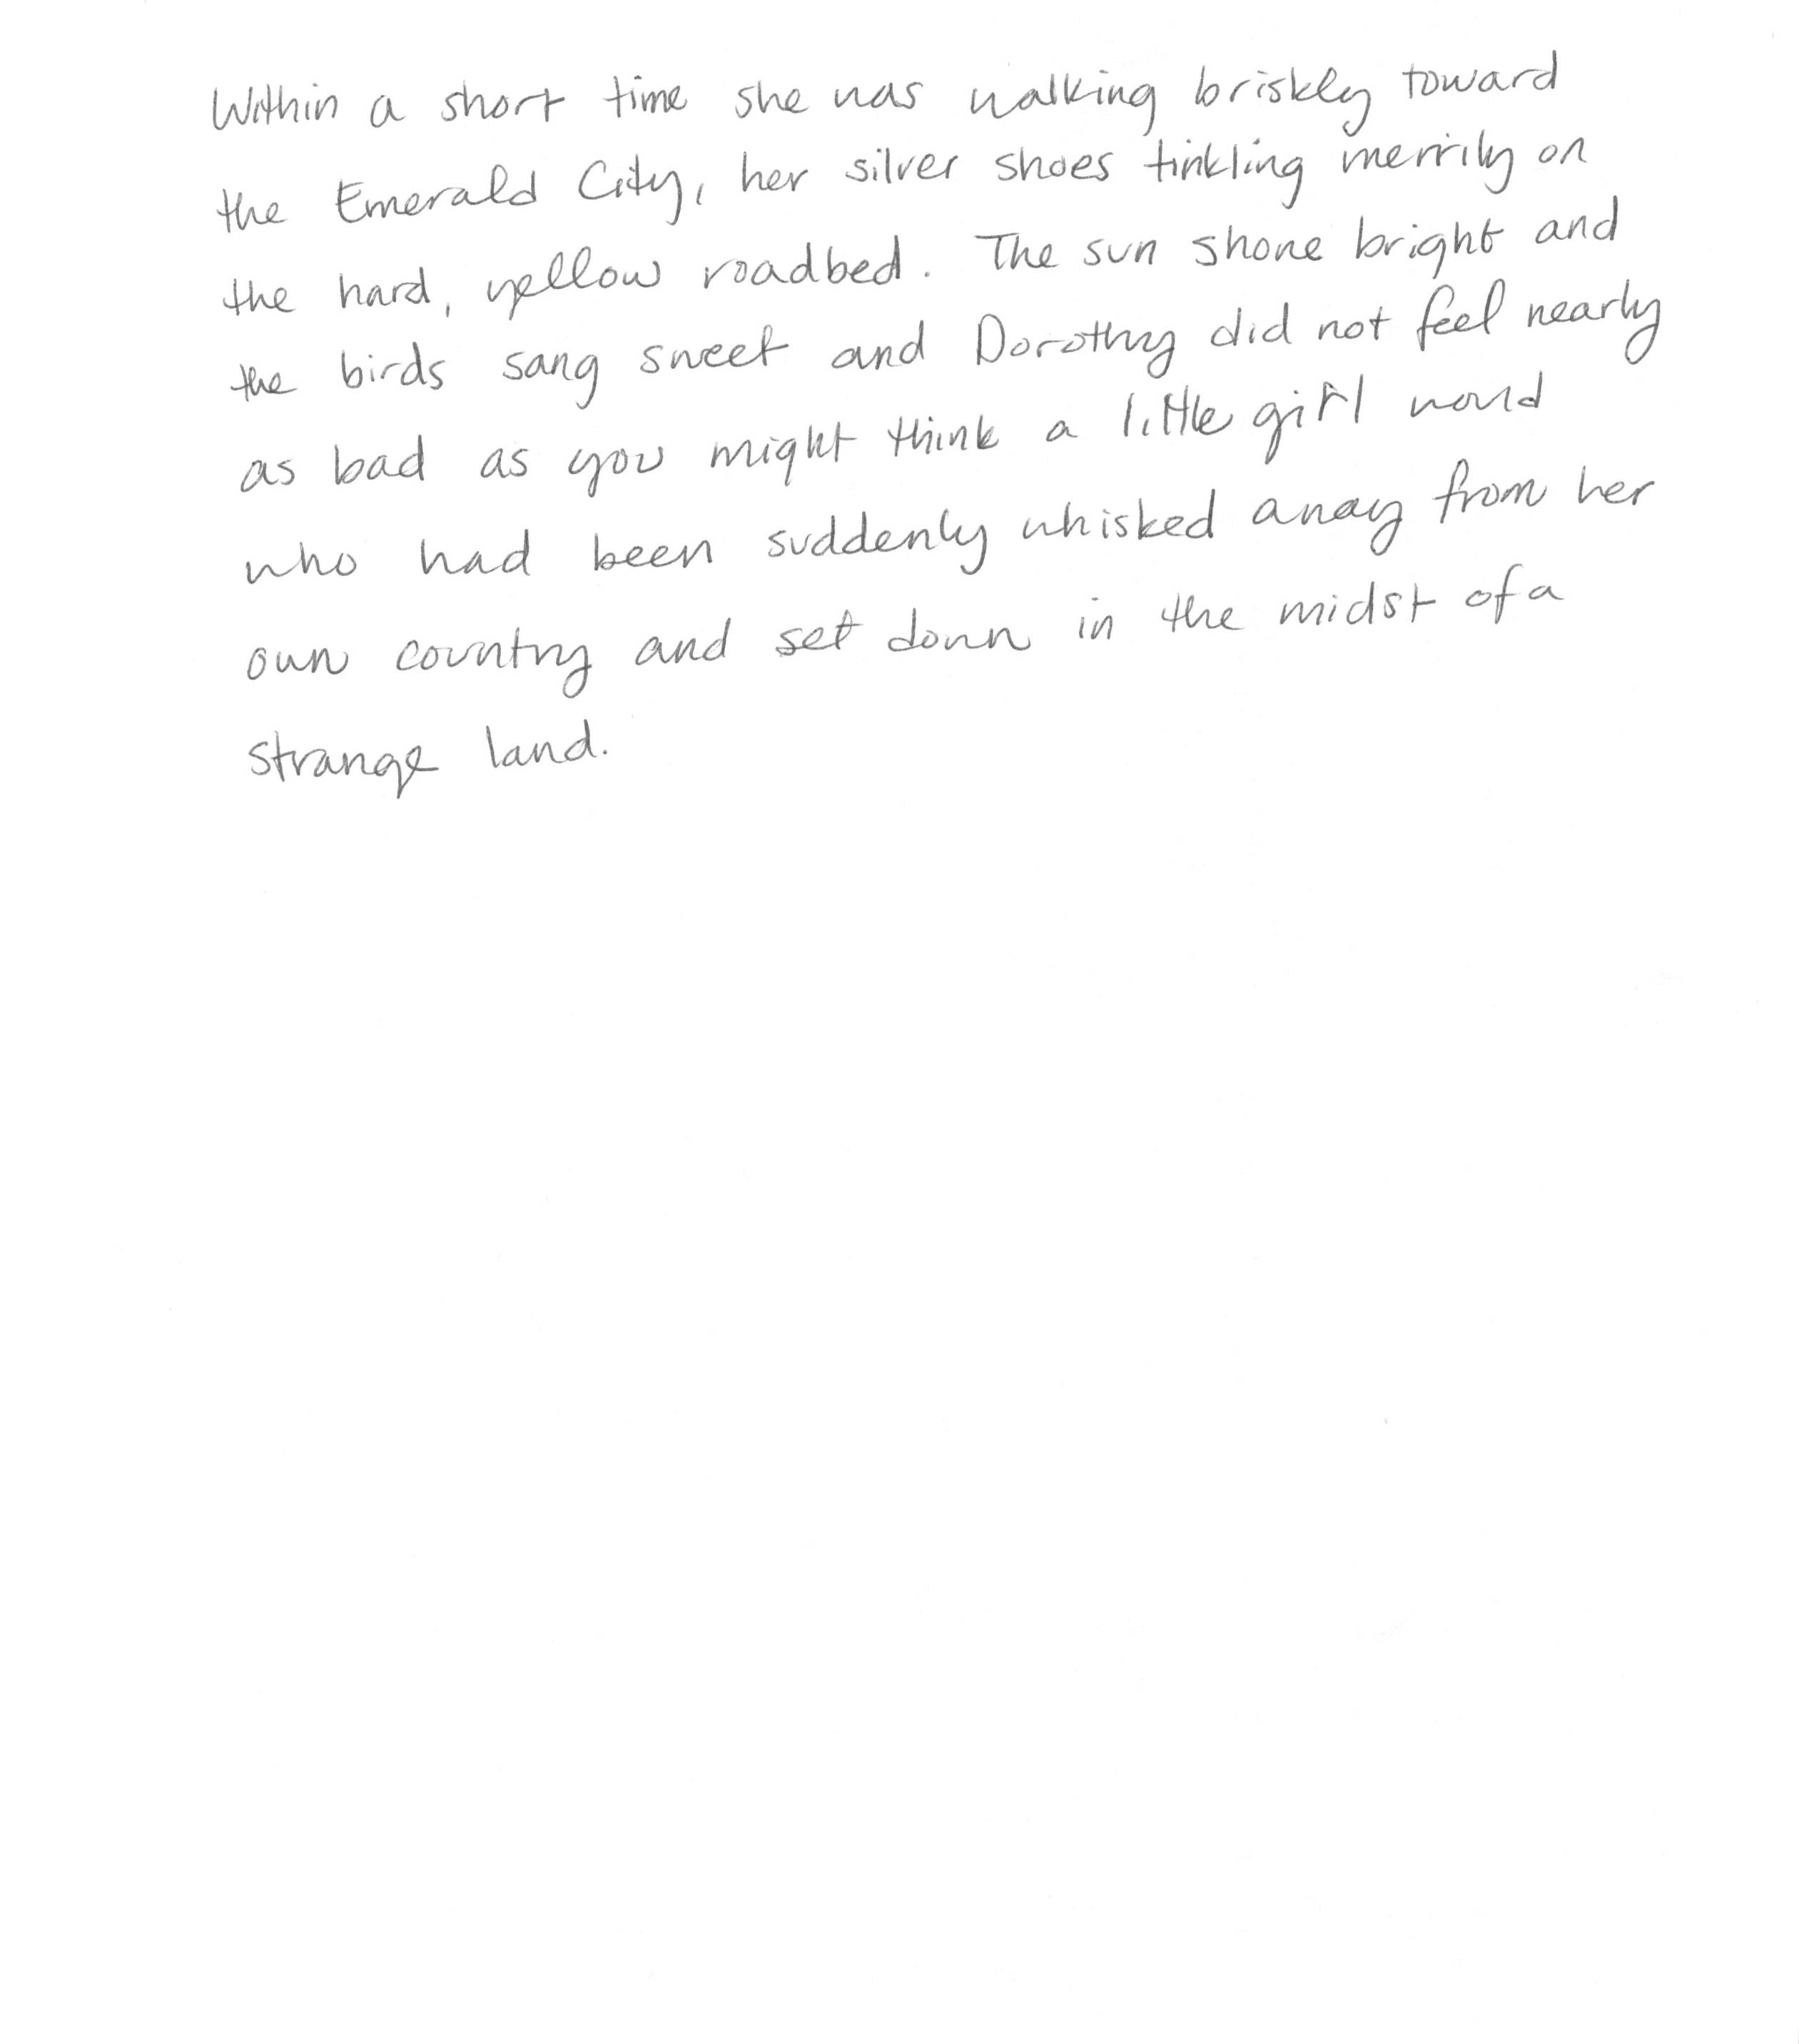 Within a short time she was walking briskly toward
the Emerald City, her silver shoes tinkling merrily on
the hard, yellow roadbed. The sun shone bright and
the birds sang sweet and Dorothy did not feel nearly
as bad as you might think a little girl would
who had been suddenly whisked away from her
own country and set down in the midst of a
strange land.